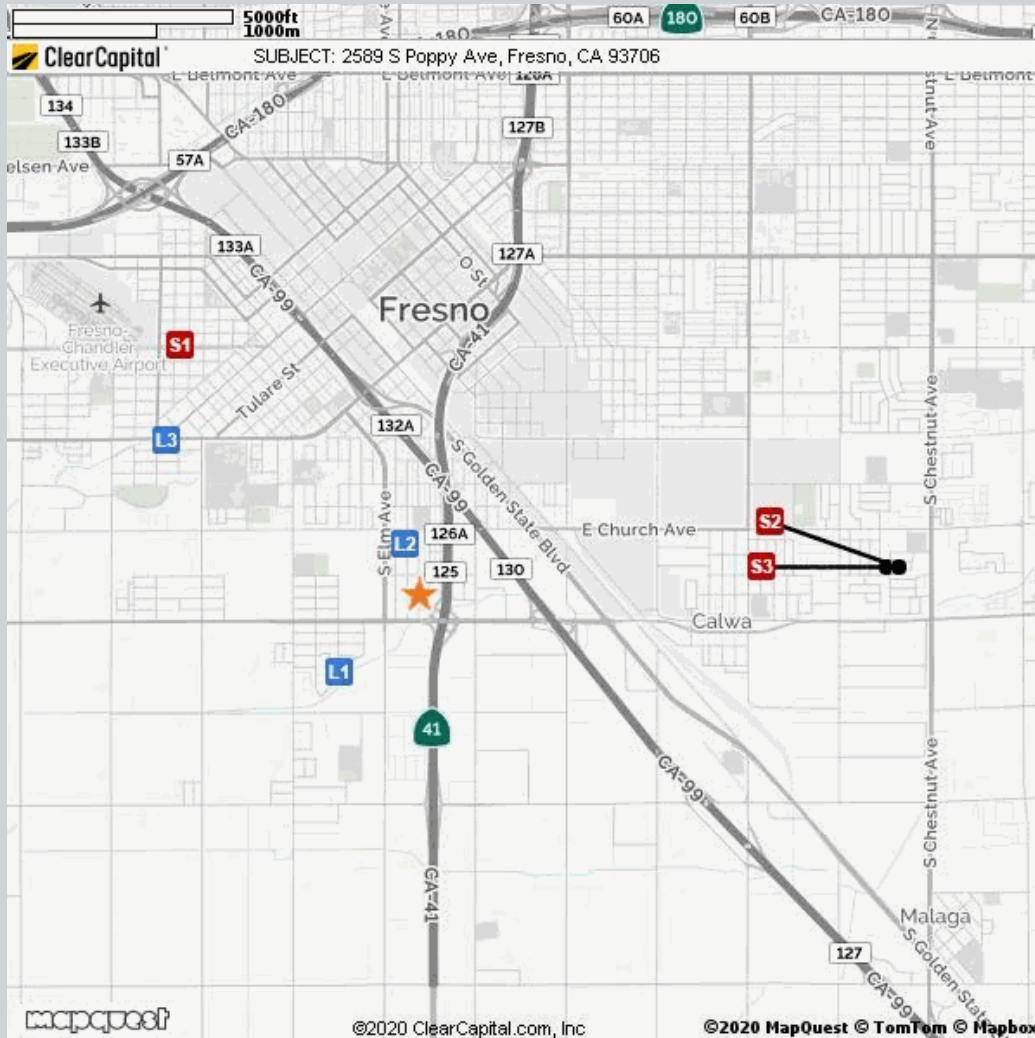 5000ft
1000m
60A
180
60B
CA-180
ClearCapital
SUBJECT: 2589 S Poppy Ave, Fresno, CA 93706
E Belmont Ave
E Belmont Ave
E Belmont
134
CA-180
127B
133B
57A
elsen Ave
stnut Ave
133A
127A
CA-99
O St
Fresno
Fresno-
Chandler
Executive Airport
S1
CA-41
Tulare St
S Chestnut Ave
132A
L3
S Golden State Blvd
CA-99
S Elm Ave
S2
L2
126A
E Church Ave
125
130
S3
Calwa
L1
41
CA-99
S Chestnut Ave
CA-41
Malaga
127
S Golden State
CA-99
mapquest
©2020 ClearCapital.com, Inc
©2020 MapQuest © TomTom © Mapbox